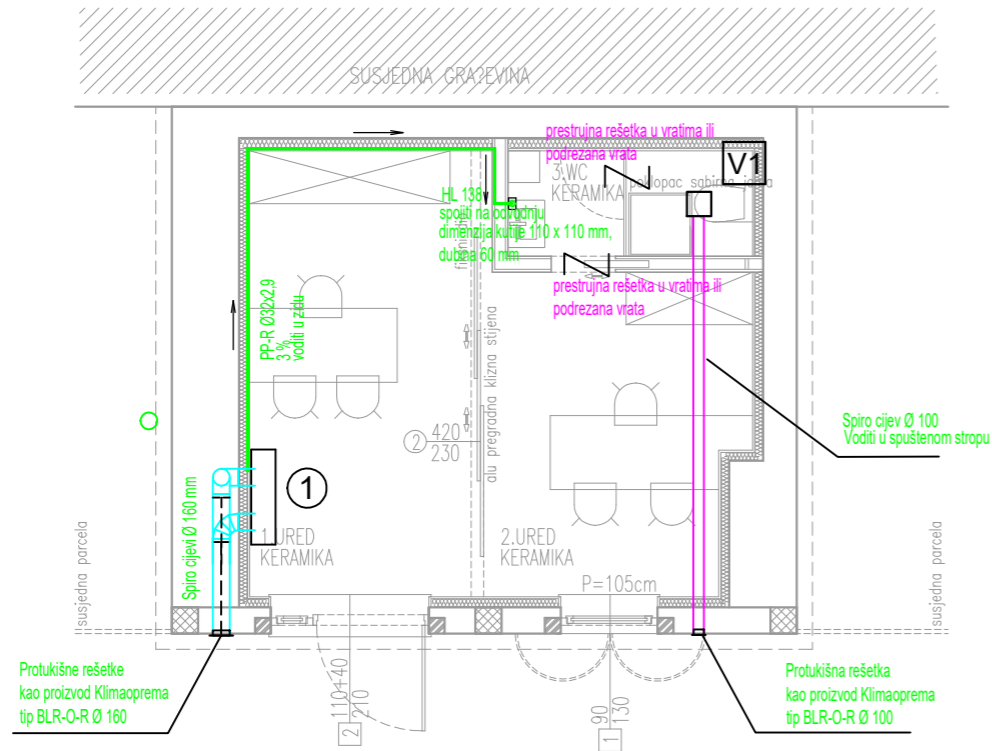 SUSJEDNA GRA?EVINA
prestrujna rešetka u vratima ili
podrezana vrata
V1
3.WC
KERAMIKA
poklopac
HL 138
spojiti na odvodnju
dimenzija kutije 110 x 110 mm,
dubina 60 mm
prestrujna rešetka u vratima ili
podrezana vrata
PP-R Ø32x2,9
3 %
voditi u zidu
alu pregradna klizna stijena
2
420
230
Spiro cijev Ø 100
Voditi u spuštenom stropu
1
Spiro cijevi Ø 160 mm
1.URED
KERAMIKA
2.URED
KERAMIKA
P=105cm
susjedna parcela
susjedna parcela
Protukišne rešetke
kao proizvod Klimaoprema
tip BLR-O-R Ø 160
110+40
210
2
90
130
1
Protukišna rešetka
kao proizvod Klimaoprema
tip BLR-O-R Ø 100